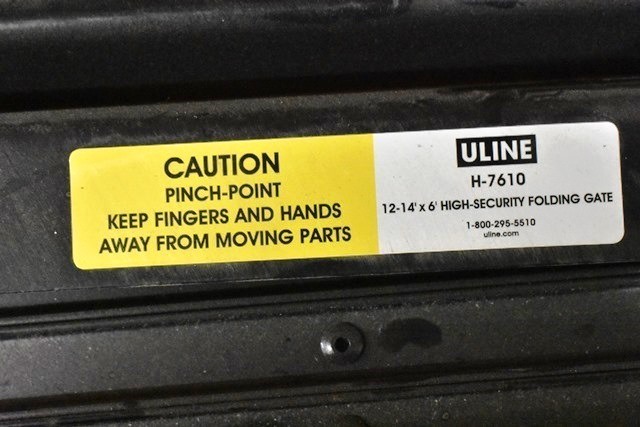 CAUTION
PINCH-POINT
KEEP FINGERS AND HANDS
AWAY FROM MOVING PARTS
ULINE
H-7610
12-14' x 6' HIGH-SECURITY FOLDING GATE
1-800-295-5510
uline.com